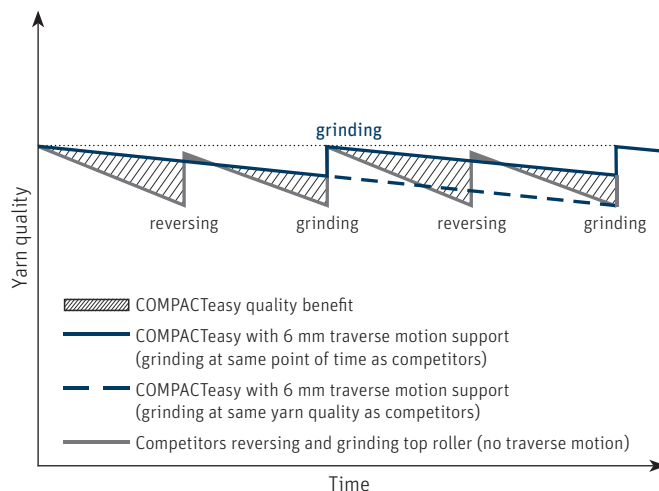 grinding
reversing
grinding
reversing
grinding
Yarn quality
COMPACTeasy quality benefit
COMPACTeasy with 6 mm traverse motion support
(grinding at same point of time as competitors)
COMPACTeasy with 6 mm traverse motion support
(grinding at same yarn quality as competitors)
Competitors reversing and grinding top roller (no traverse motion)
Time